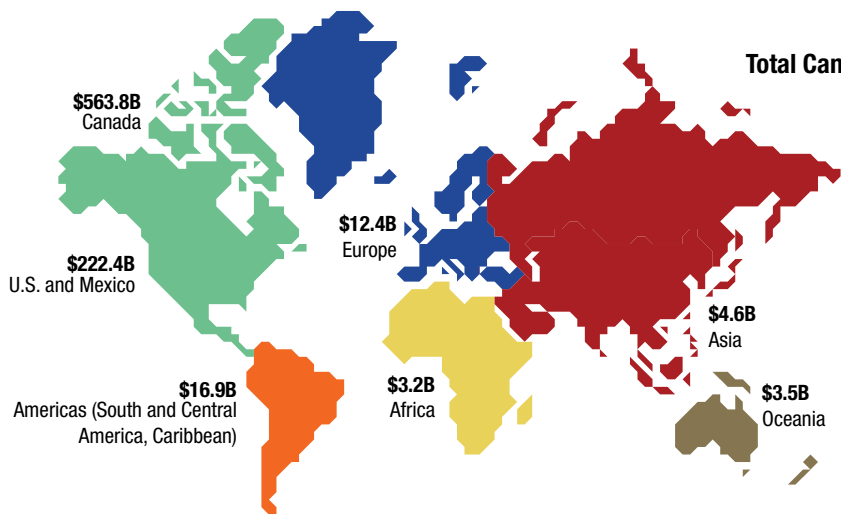 Total Can
$563.8B
Canada
$12.4B
Europe
$222.4B
U.S. and Mexico
$4.6B
Asia
$16.9B
Americas (South and Central
America, Caribbean)
$3.2B
Africa
$3.5B
Oceania